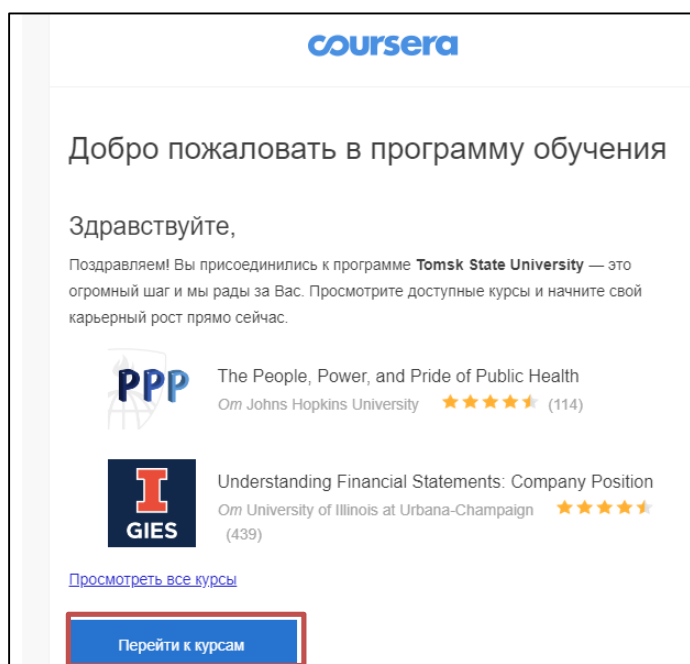 coursera
Добро пожаловать в программу обучения
Здравствуйте,
Поздравляем! Вы присоединились к программе Tomsk State University — это
огромный шаг и мы рады за Вас. Просмотрите доступные курсы и начните свой
карьерный рост прямо сейчас.
PPP
The People, Power, and Pride of Public Health
От Johns Hopkins University (114)
I
GIES
Understanding Financial Statements: Company Position
От University of Illinois at Urbana-Champaign
(439)
Просмотреть все курсы
Перейти к курсам